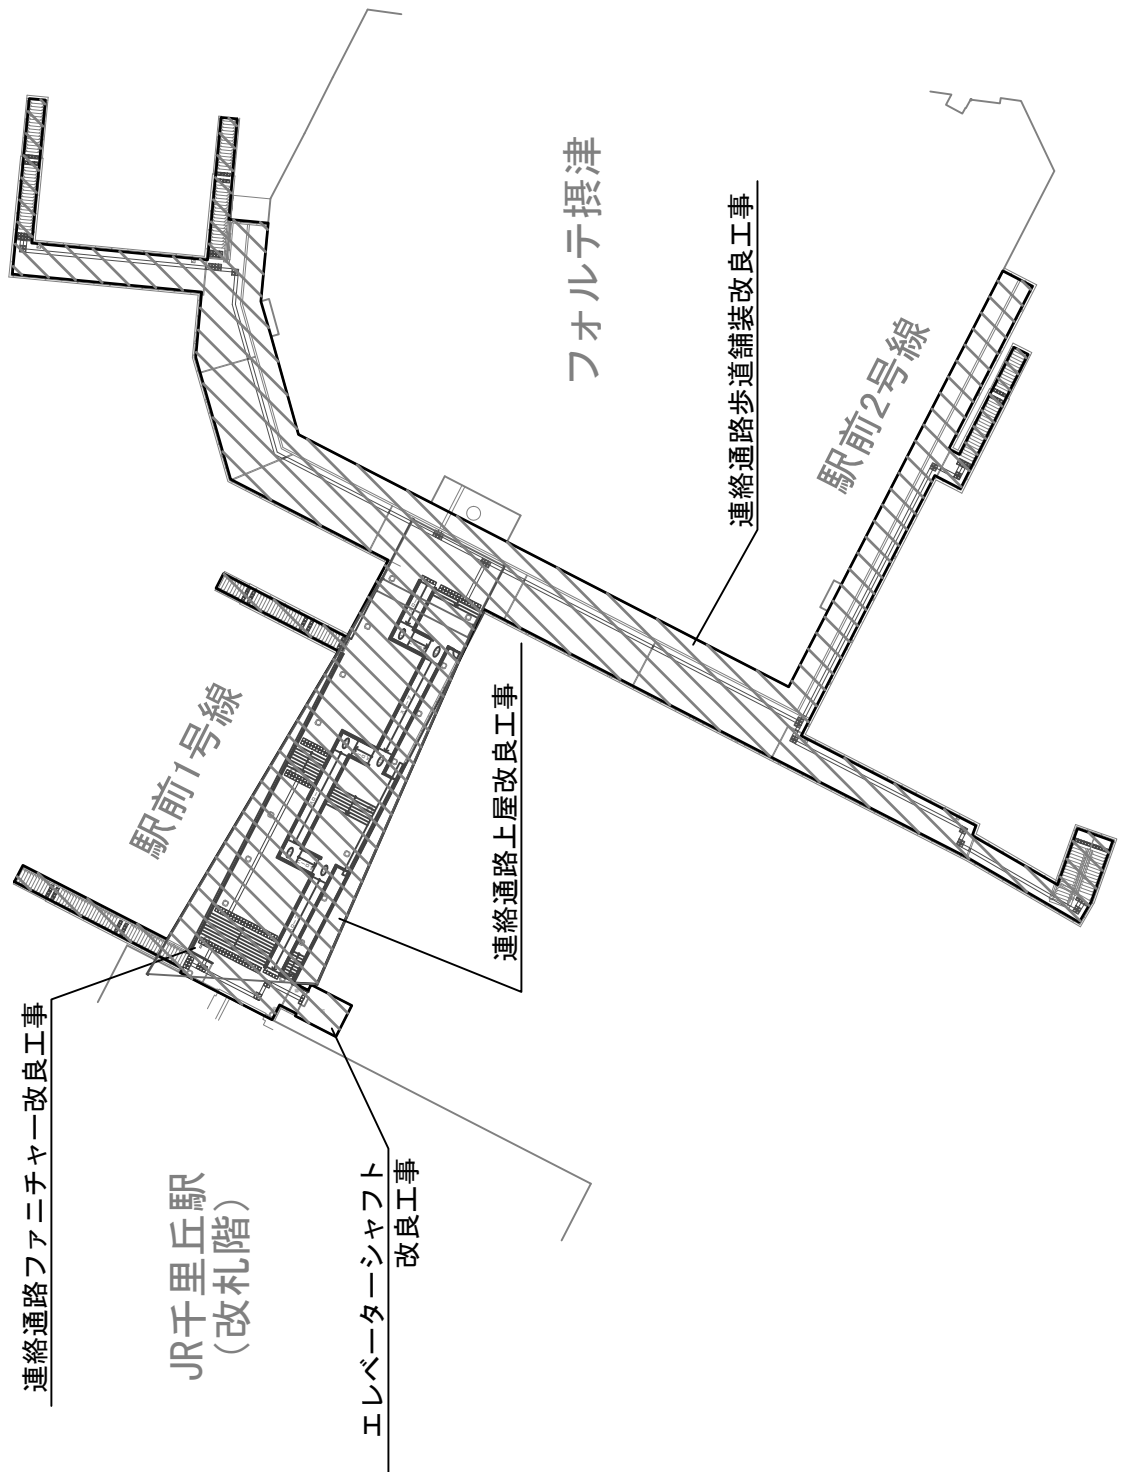 連絡通路ファニチャー改良工事
JR千里丘駅
(改札階)
エレベーターシャフト
改良工事
駅前1号線
連絡通路上屋改良工事
フォルテ摂津
連絡通路歩道舗装改良工事
駅前2号線